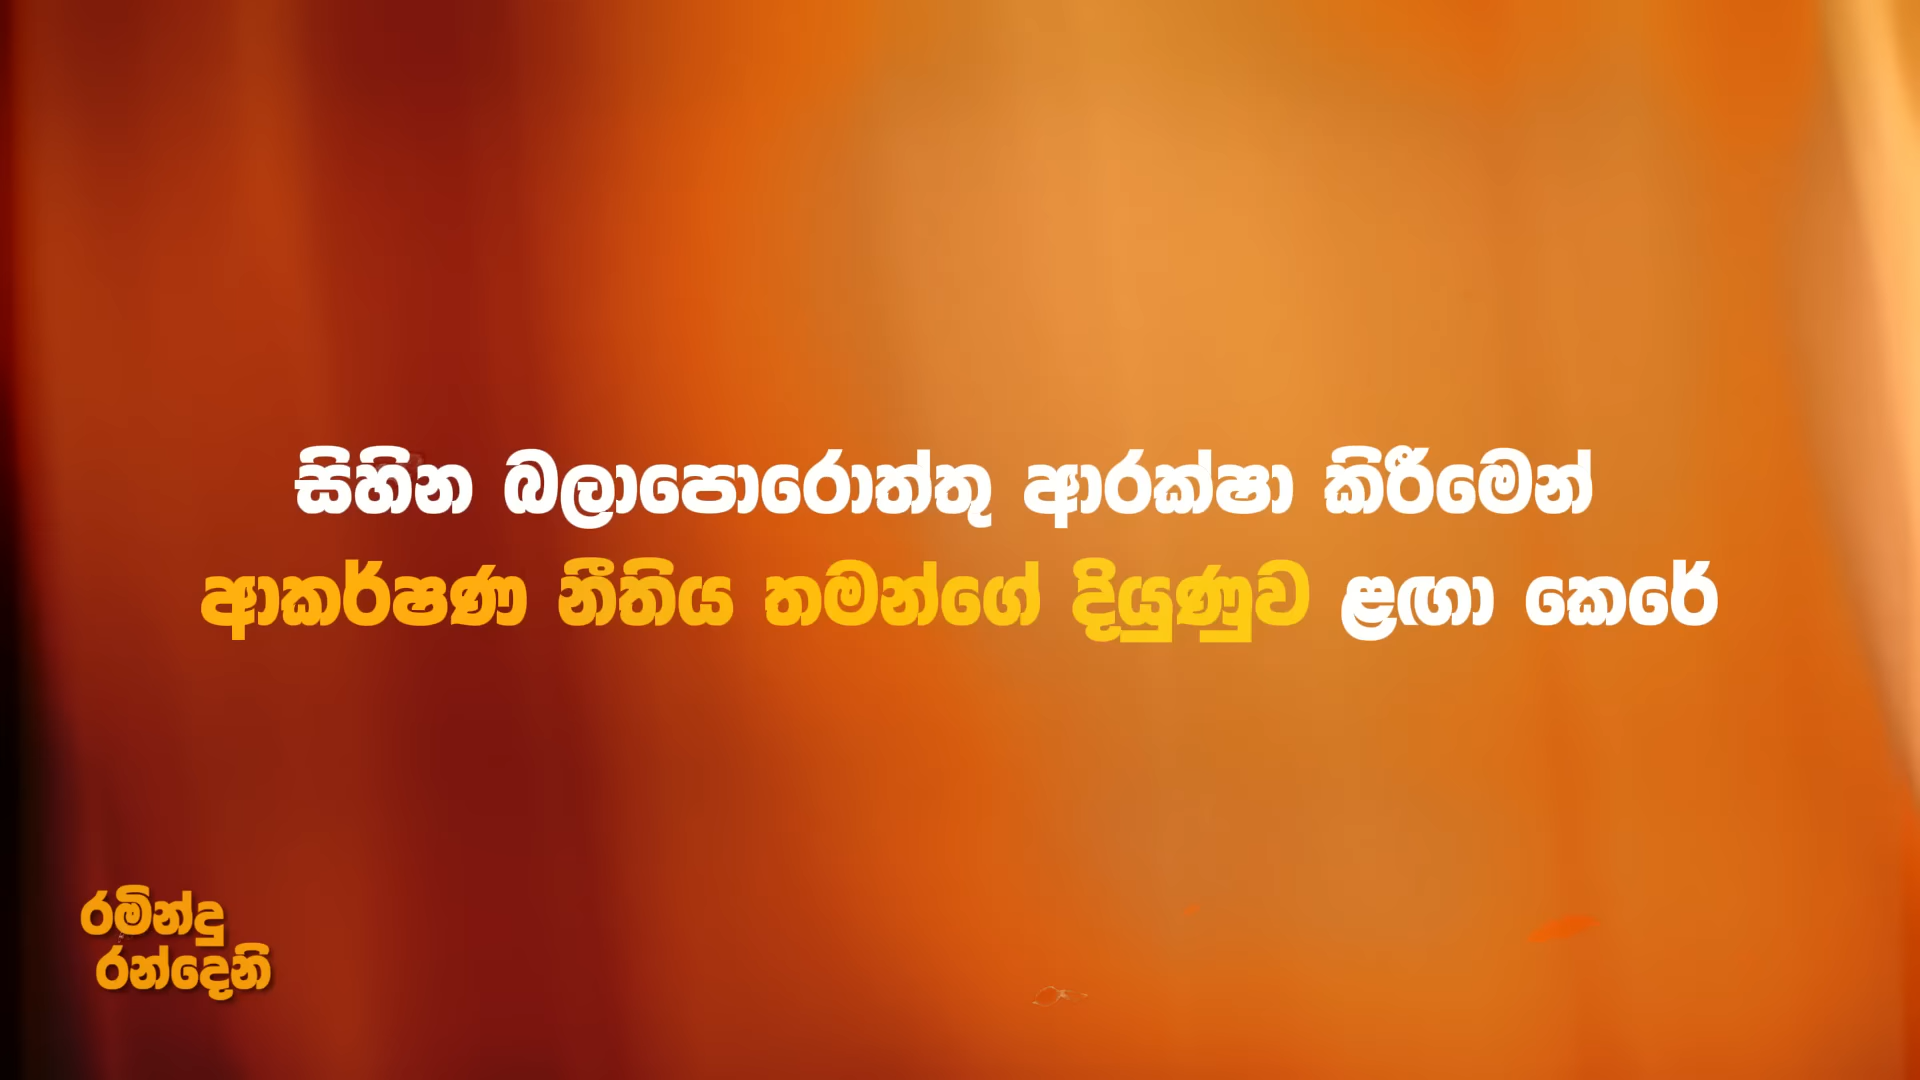 සිහින බලාපොරොත්තු ආරක්ෂා කිරීමෙන්
ආකර්ෂණ නීතිය තමන්ගේ දියුණුව ළඟා කෙරේ
රමින්දු
රන්දෙනි